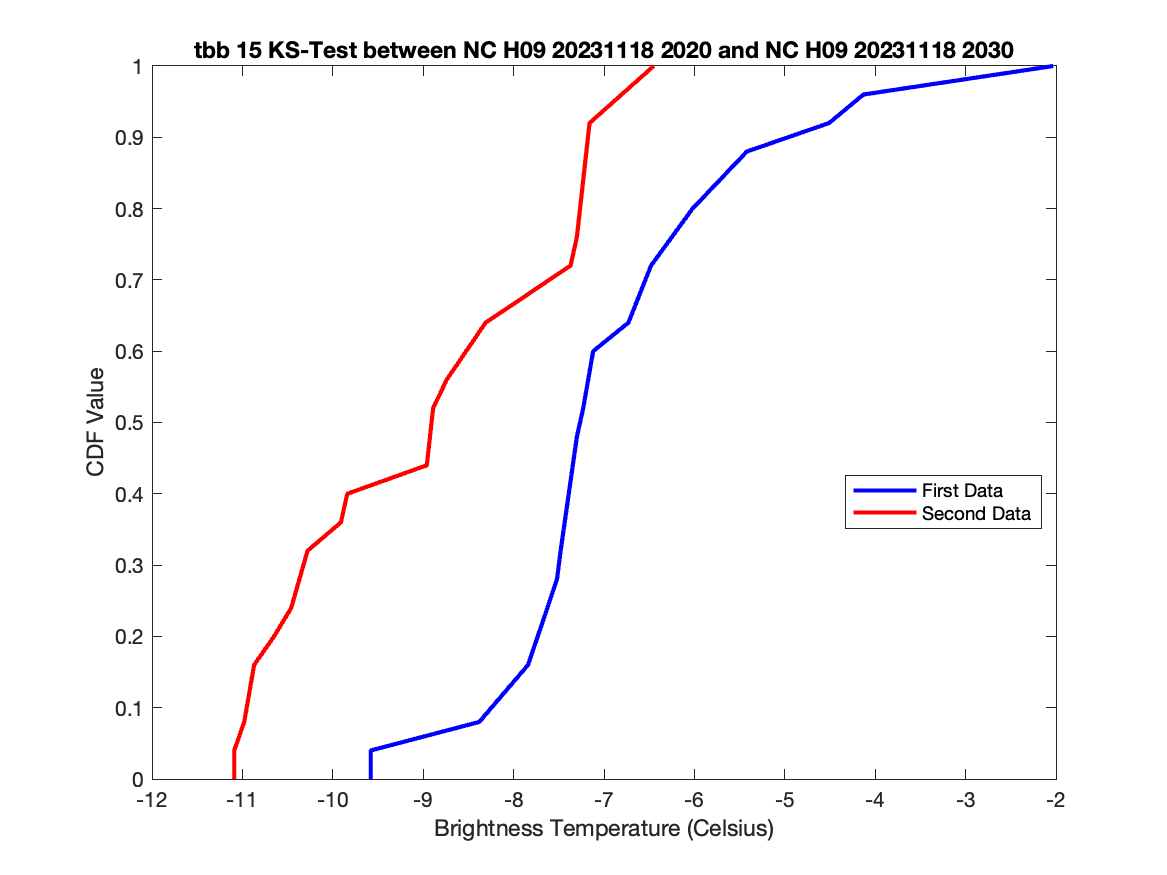 tbb 15 KS-Test between NC H09 20231118 2020 and NC H09 20231118 2030
1
0.9
0.8
0.7
0.6
0.5
0.4
0.3
0.2
0.1
0
CDF Value
First Data
Second Data
-12 -11 -10 -9 -8 -7 -6 -5 -4 -3 -2
Brightness Temperature (Celsius)